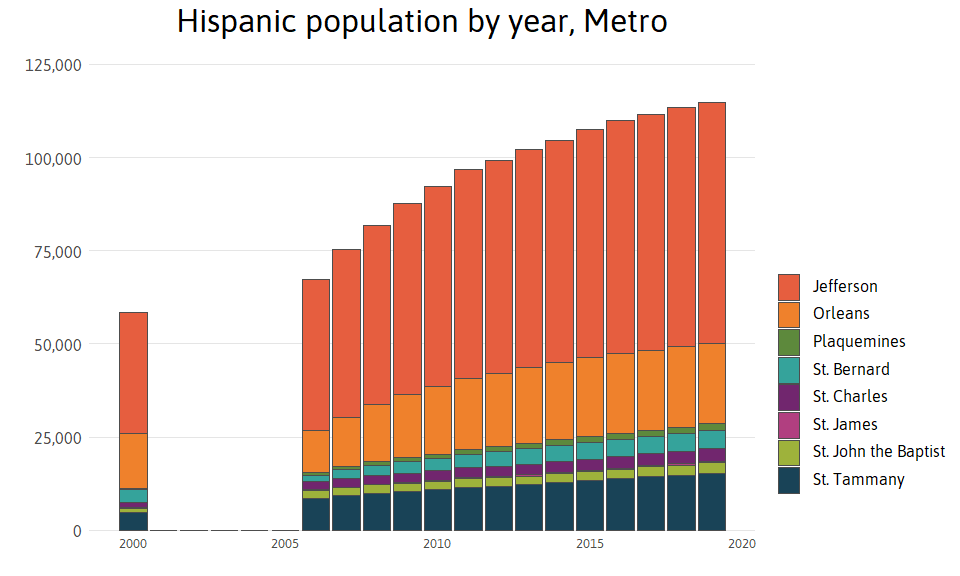 Hispanic population by year, Metro
125,000
100,000
75,000
50,000
25,000
0
2000 2005 2010 2015 2020
Jefferson
Orleans
Plaquemines
St. Bernard
St. Charles
St. James
St. John the Baptist
St. Tammany